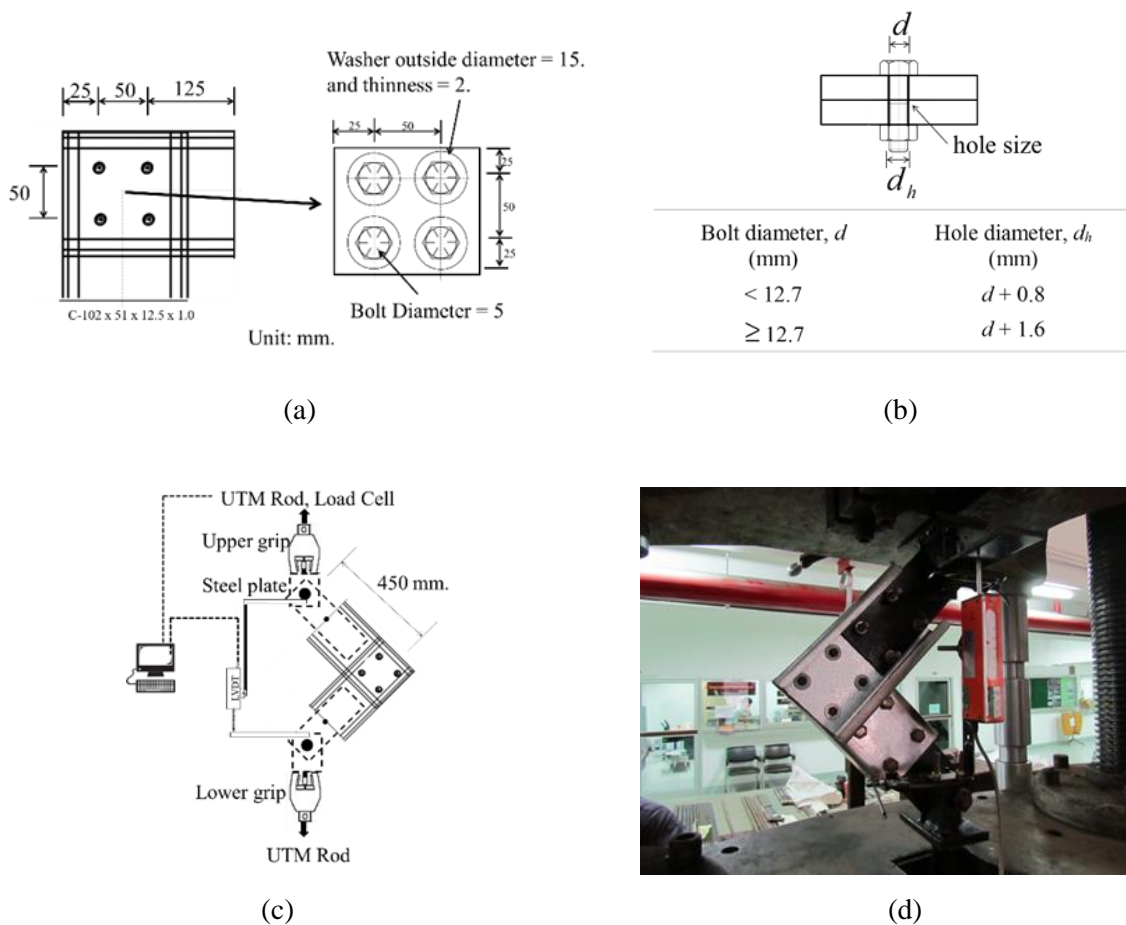 Washer outside diameter = 15.
and thinness = 2.
25
50
125
50
25
50
25
50
25
Bolt Diameter = 5
C-102 x 51 x 12.5 x 1.0
Unit: mm.
(a)
d
hole size
d_h
Bolt diameter, d
(mm)
Hole diameter, d_h
(mm)
< 12.7
d + 0.8
≥ 12.7
d + 1.6
(b)
UTM Rod, Load Cell
Upper grip
Steel plate
450 mm.
LVDT
Lower grip
UTM Rod
(c)
(d)